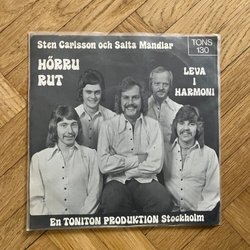 Sten Carlsson och Salta Mandlar
TONS
130
HÖRRU
RUT
LEVA
I
HARMONI
En TONITON PRODUKTION Stockholm